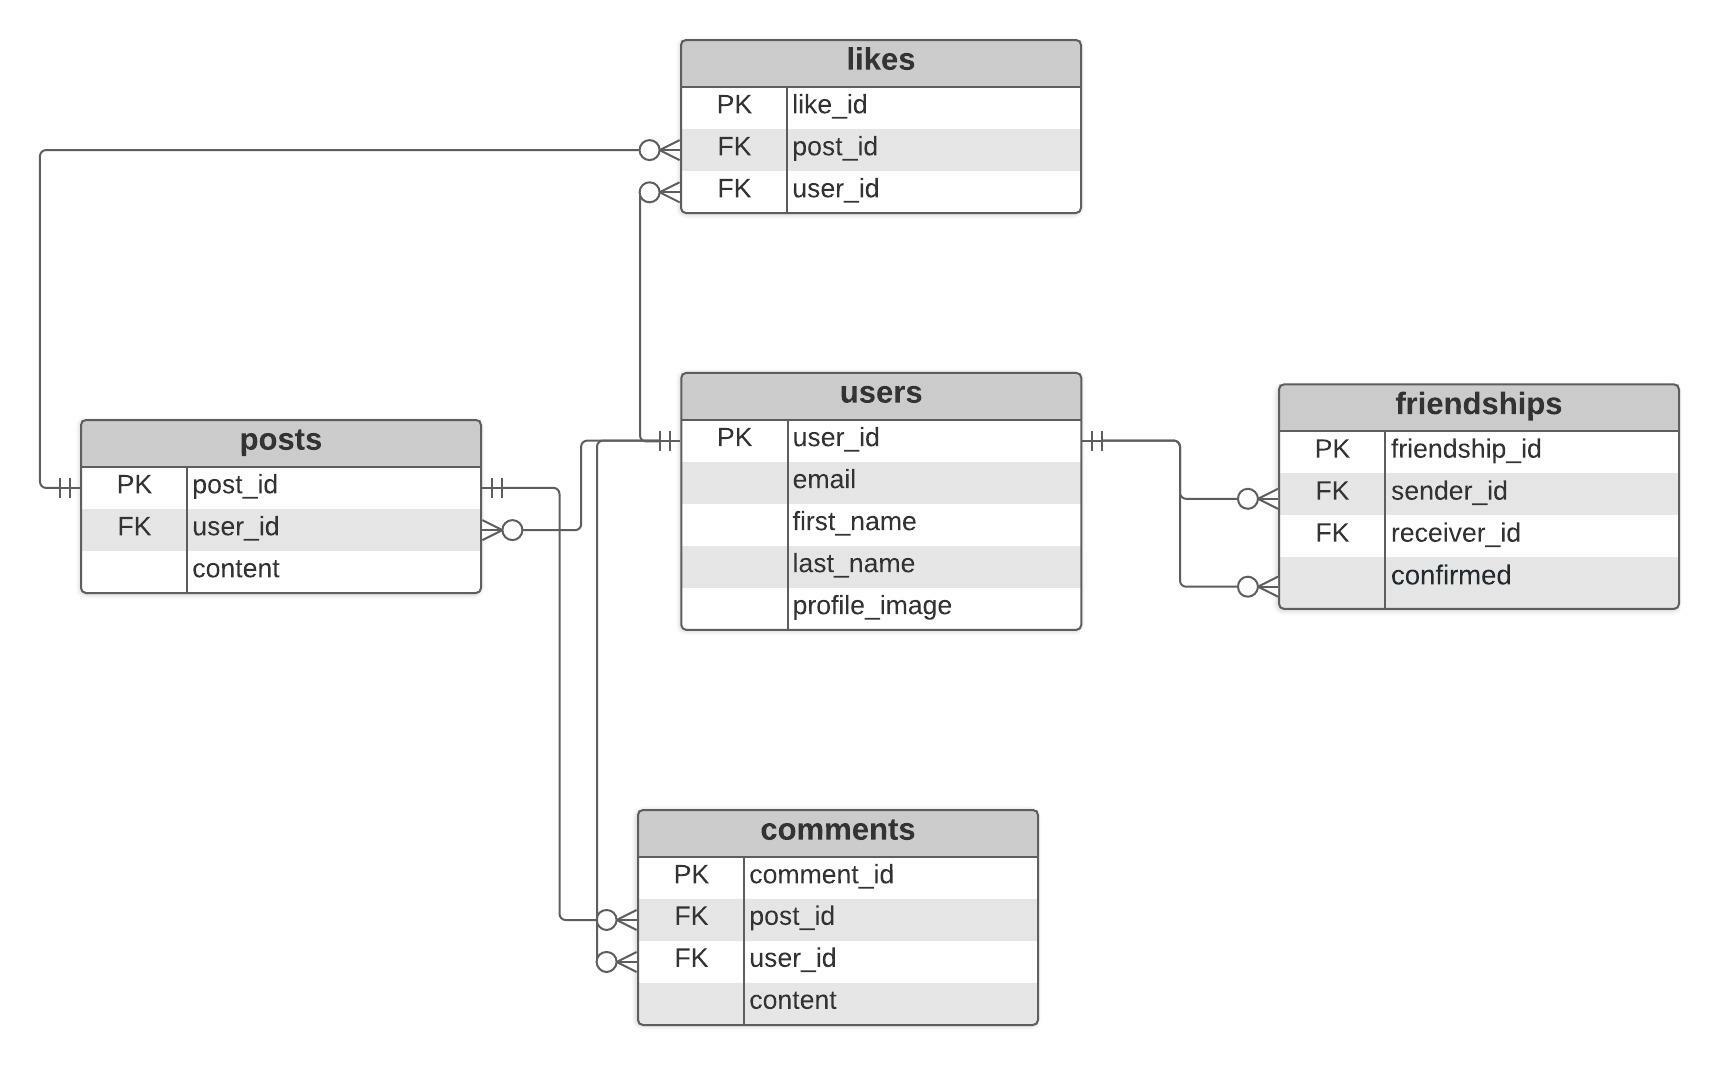 likes
PK like_id
FK post_id
FK user_id
posts
PK post_id
FK user_id
content
users
PK user_id
email
first_name
last_name
profile_image
friendships
PK friendship_id
FK sender_id
FK receiver_id
confirmed
comments
PK comment_id
FK post_id
FK user_id
content